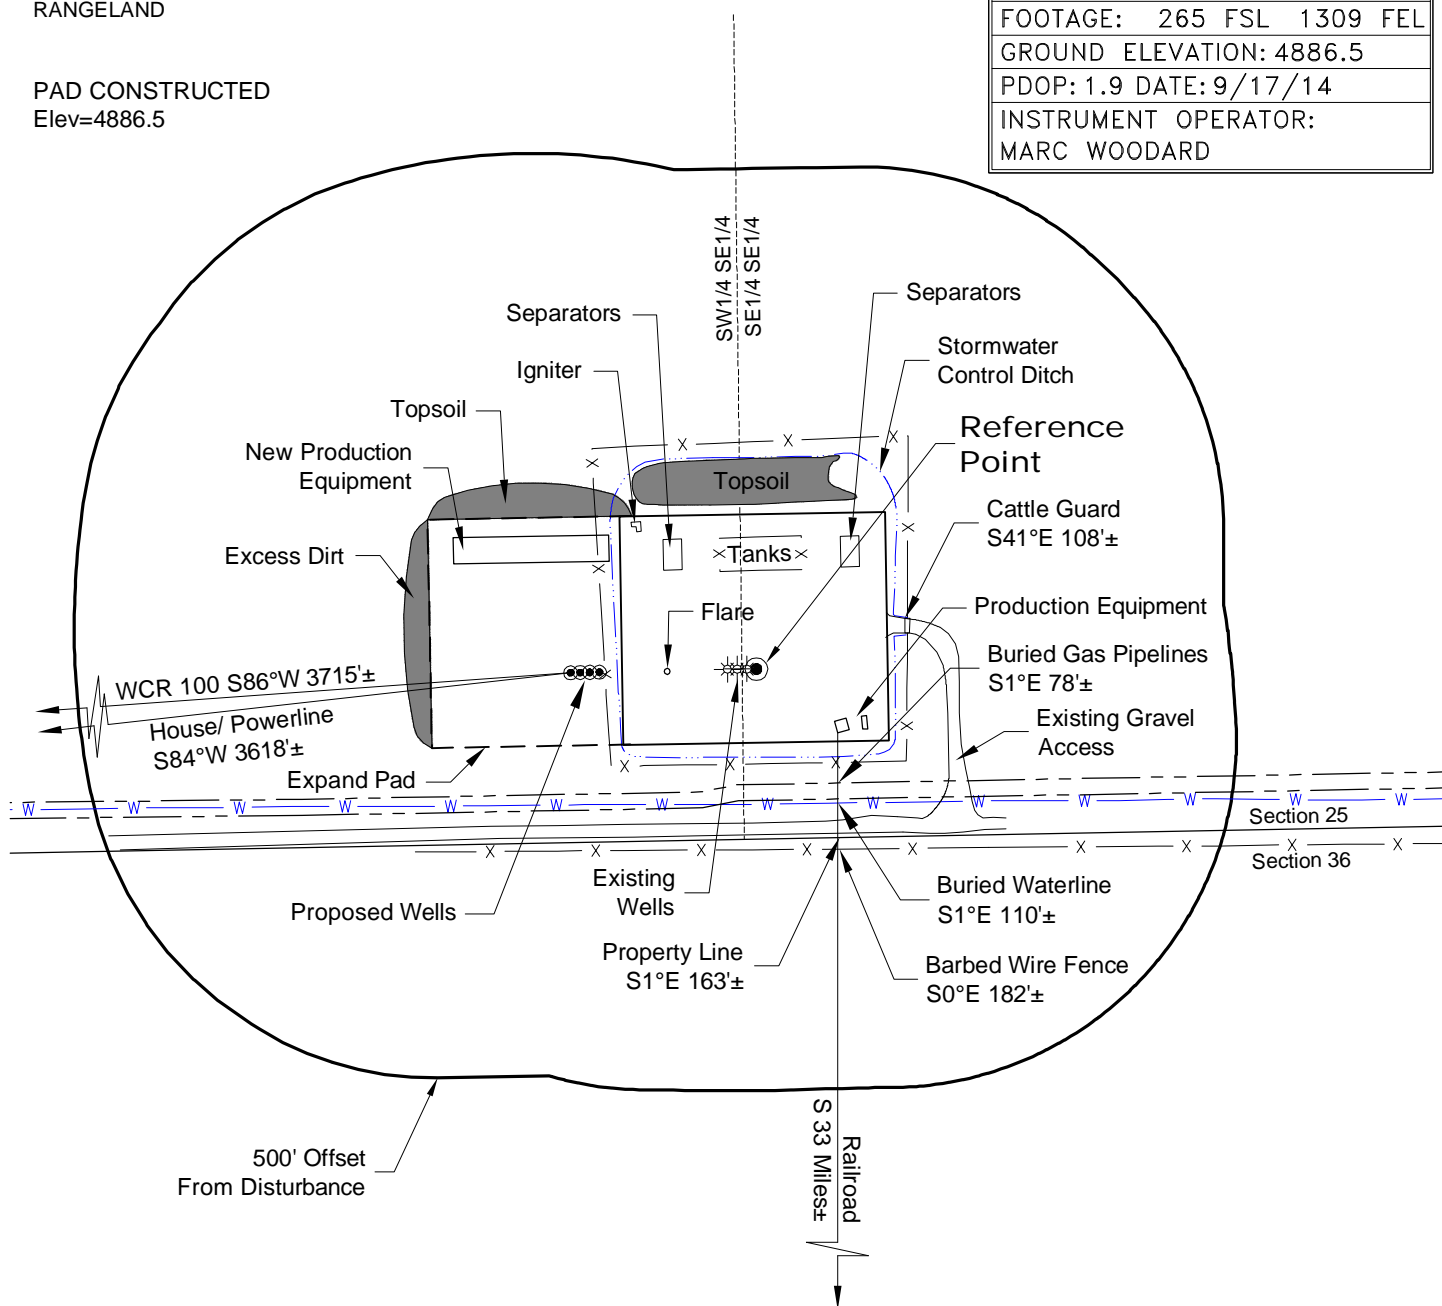 RANGELAND
PAD CONSTRUCTED
Elev=4886.5
FOOTAGE: 265 FSL 1309 FEL
GROUND ELEVATION: 4886.5
PDOP: 1.9 DATE: 9/17/14
INSTRUMENT OPERATOR:
MARC WOODARD
SW1/4 SE1/4
SE1/4 SE1/4
Separators
Separators
Igniter
Stormwater
Control Ditch
Topsoil
New Production
Equipment
Reference
Point
Topsoil
Cattle Guard
S41°E 108'±
Excess Dirt
Tanks
Flare
Production Equipment
Buried Gas Pipelines
S1°E 78'±
WCR 100 S86°W 3715'±
House/ Powerline
S84°W 3618'±
Existing Gravel
Access
Expand Pad
X X X X X X X X X X X X X
W W W W W W W W W W W W W W
Section 25
X X X X X X X X X
Section 36
Existing
Wells
Buried Waterline
S1°E 110'±
Proposed Wells
Property Line
S1°E 163'±
Barbed Wire Fence
S0°E 182'±
500' Offset
From Disturbance
Railroad
S 33 Miles±